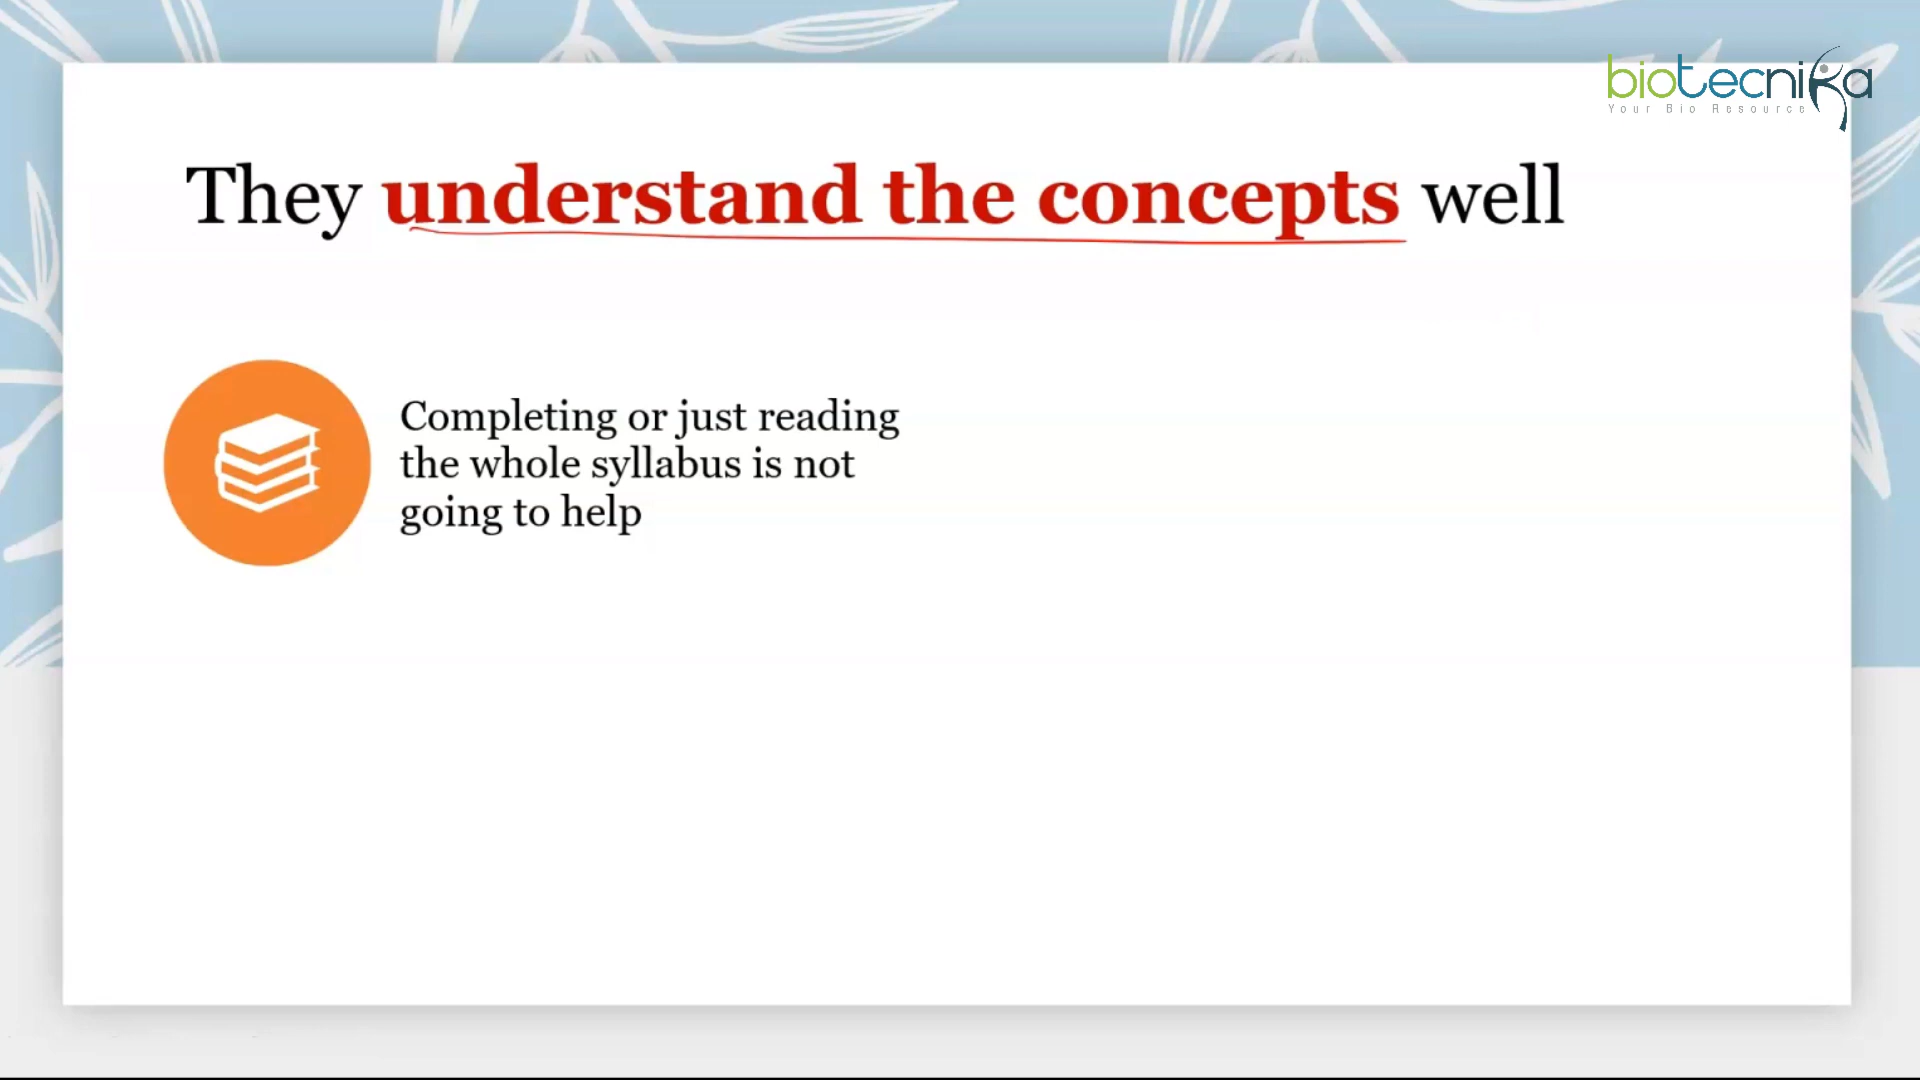 biotecnika
Your Bio Resource
They understand the concepts well
Completing or just reading
the whole syllabus is not
going to help